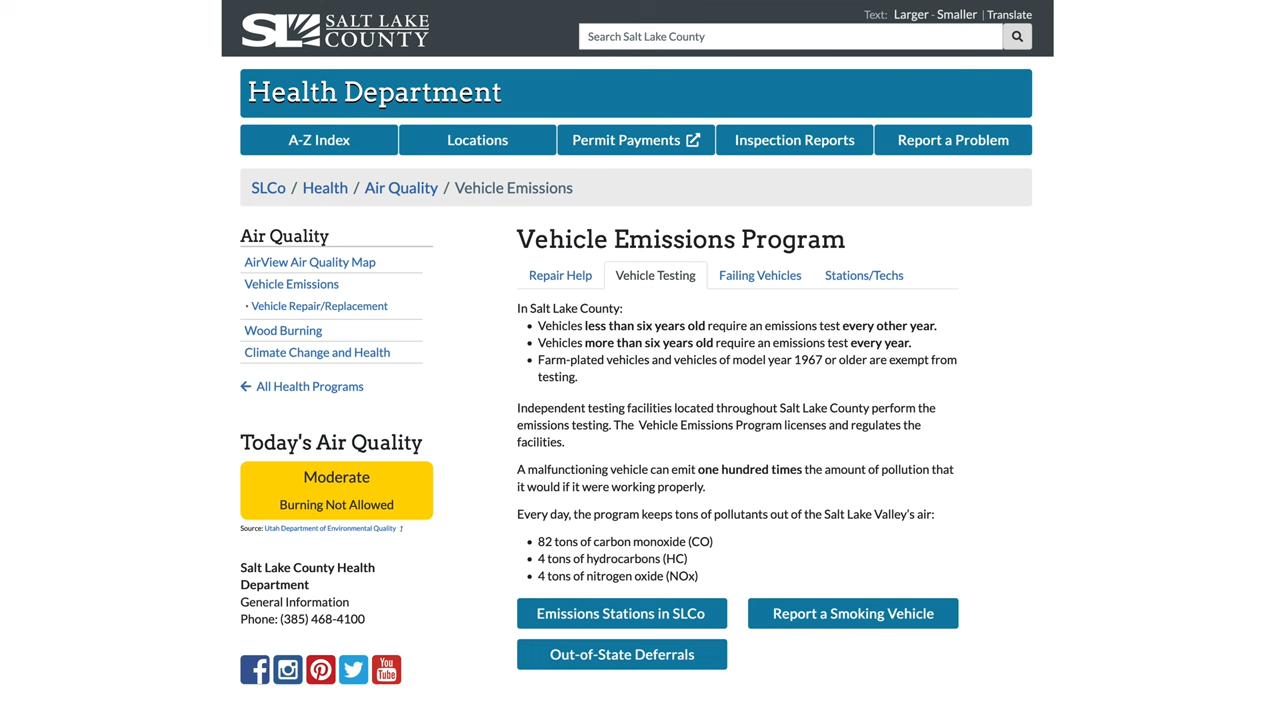 SL SALT LAKE COUNTY
Text: Larger - Smaller | Translate
Search Salt Lake County
Health Department
A-Z Index
Locations
Permit Payments
Inspection Reports
Report a Problem
SLCo / Health / Air Quality / Vehicle Emissions
Air Quality
AirView Air Quality Map
Vehicle Emissions
· Vehicle Repair/Replacement
Wood Burning
Climate Change and Health
← All Health Programs
Today's Air Quality
Moderate
Burning Not Allowed
Source: Utah Department of Environmental Quality
Salt Lake County Health
Department
General Information
Phone: (385) 468-4100
You
Tube
Vehicle Emissions Program
Repair Help
Vehicle Testing
Failing Vehicles
Stations/Techs
In Salt Lake County:
• Vehicles less than six years old require an emissions test every other year.
• Vehicles more than six years old require an emissions test every year.
• Farm-plated vehicles and vehicles of model year 1967 or older are exempt from
testing.
Independent testing facilities located throughout Salt Lake County perform the
emissions testing. The Vehicle Emissions Program licenses and regulates the
facilities.
A malfunctioning vehicle can emit one hundred times the amount of pollution that
it would if it were working properly.
Every day, the program keeps tons of pollutants out of the Salt Lake Valley's air:
• 82 tons of carbon monoxide (CO)
• 4 tons of hydrocarbons (HC)
• 4 tons of nitrogen oxide (NOx)
Emissions Stations in SLCo
Report a Smoking Vehicle
Out-of-State Deferrals